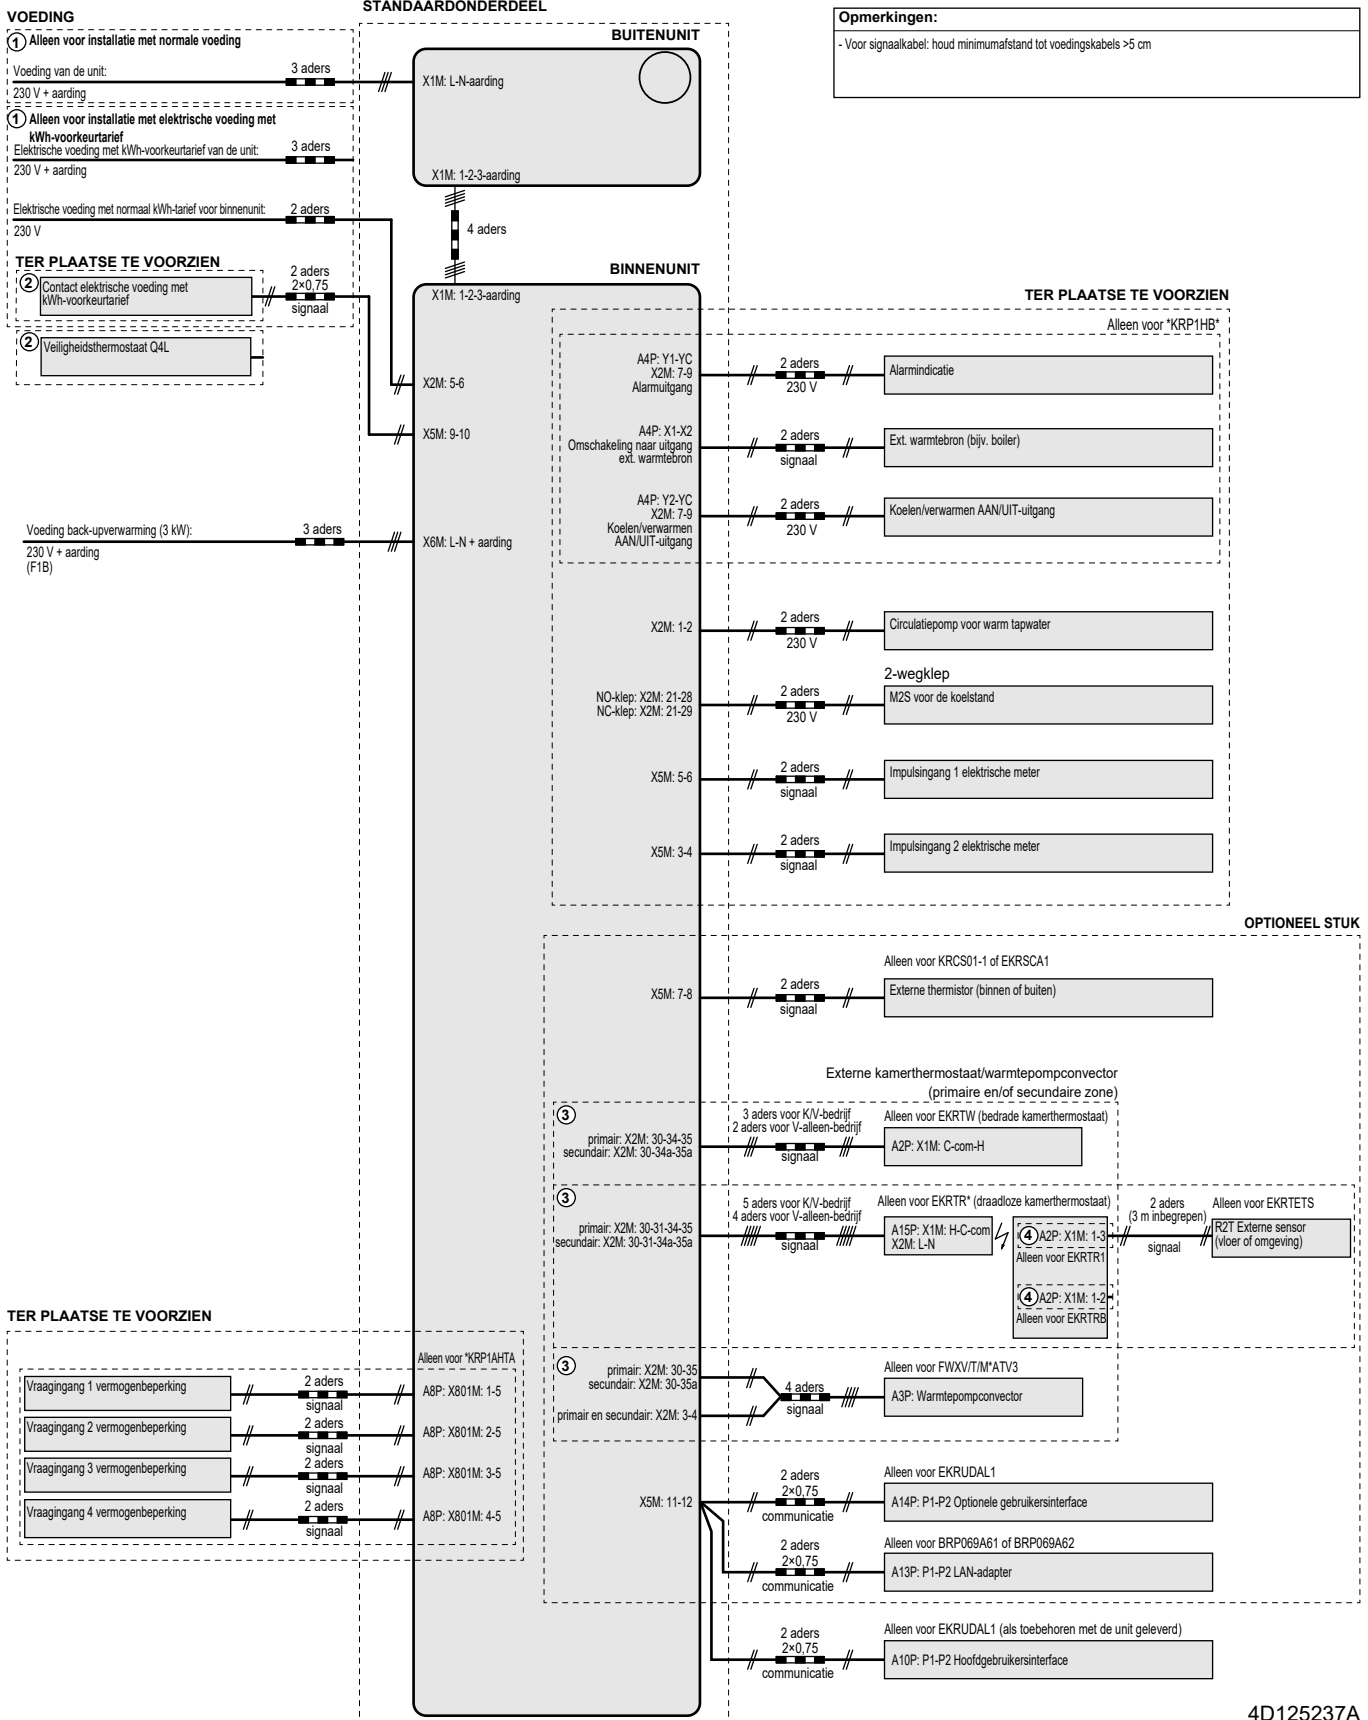 STANDAARDONDERDEEL
VOEDING
① Alleen voor installatie met normale voeding
Voeding van de unit:
3 aders
230 V + aarding
① Alleen voor installatie met elektrische voeding met
kWh-voorkeurtarief
Elektrische voeding met kWh-voorkeurtarief van de unit:
3 aders
230 V + aarding
Elektrische voeding met normaal kWh-tarief voor binnenunit:
2 aders
230 V
TER PLAATSE TE VOORZIEN
② Contact elektrische voeding met
kWh-voorkeurtarief
2 aders
2×0,75
signaal
② Veiligheidsthermostaat Q4L
Voeding back-upverwarming (3 kW):
3 aders
230 V + aarding
(F1B)
BUITENUNIT
X1M: L-N-aarding
X1M: 1-2-3-aarding
4 aders
BINNENUNIT
X1M: 1-2-3-aarding
X2M: 5-6
X5M: 9-10
X6M: L-N + aarding
Opmerkingen:
- Voor signaalkabel: houd minimumafstand tot voedingskabels >5 cm
TER PLAATSE TE VOORZIEN
Alleen voor *KRP1HB*
A4P: Y1-YC
X2M: 7-9
Alarmuitgang
2 aders
230 V
Alarmindicatie
A4P: X1-X2
Omschakeling naar uitgang
ext. warmtebron
2 aders
signaal
Ext. warmtebron (bijv. boiler)
A4P: Y2-YC
X2M: 7-9
Koelen/verwarmen
AAN/UIT-uitgang
2 aders
230 V
Koelen/verwarmen AAN/UIT-uitgang
X2M: 1-2
2 aders
230 V
Circulatiepomp voor warm tapwater
2-wegklep
NO-klep: X2M: 21-28
NC-klep: X2M: 21-29
2 aders
230 V
M2S voor de koelstand
X5M: 5-6
2 aders
signaal
Impulsingang 1 elektrische meter
X5M: 3-4
2 aders
signaal
Impulsingang 2 elektrische meter
OPTIONEEL STUK
Alleen voor KRCS01-1 of EKRSCA1
X5M: 7-8
2 aders
signaal
Externe thermistor (binnen of buiten)
Externe kamerthermostaat/warmtepompconvector
(primaire en/of secundaire zone)
③
primair: X2M: 30-34-35
secundair: X2M: 30-34a-35a
3 aders voor K/V-bedrijf
2 aders voor V-alleen-bedrijf
signaal
Alleen voor EKRTW (bedrade kamerthermostaat)
A2P: X1M: C-com-H
③
primair: X2M: 30-31-34-35
secundair: X2M: 30-31-34a-35a
5 aders voor K/V-bedrijf
4 aders voor V-alleen-bedrijf
signaal
Alleen voor EKRTR* (draadloze kamerthermostaat)
A15P: X1M: H-C-com
X2M: L-N
④ A2P: X1M: 1-3
Alleen voor EKRTR1
④ A2P: X1M: 1-2
Alleen voor EKRTRB
2 aders
(3 m inbegrepen)
signaal
Alleen voor EKRTETS
R2T Externe sensor
(vloer of omgeving)
③
primair: X2M: 30-35
secundair: X2M: 30-35a
primair en secundair: X2M: 3-4
4 aders
signaal
Alleen voor FWXV/T/M*ATV3
A3P: Warmtepompconvector
X5M: 11-12
2 aders
2×0,75
communicatie
Alleen voor EKRUDAL1
A14P: P1-P2 Optionele gebruikersinterface
2 aders
2×0,75
communicatie
Alleen voor BRP069A61 of BRP069A62
A13P: P1-P2 LAN-adapter
2 aders
2×0,75
communicatie
Alleen voor EKRUDAL1 (als toebehoren met de unit geleverd)
A10P: P1-P2 Hoofdgebruikersinterface
TER PLAATSE TE VOORZIEN
Alleen voor *KRP1AHTA
Vraagingang 1 vermogenbeperking
2 aders
signaal
A8P: X801M: 1-5
Vraagingang 2 vermogenbeperking
2 aders
signaal
A8P: X801M: 2-5
Vraagingang 3 vermogenbeperking
2 aders
signaal
A8P: X801M: 3-5
Vraagingang 4 vermogenbeperking
2 aders
signaal
A8P: X801M: 4-5
4D125237A